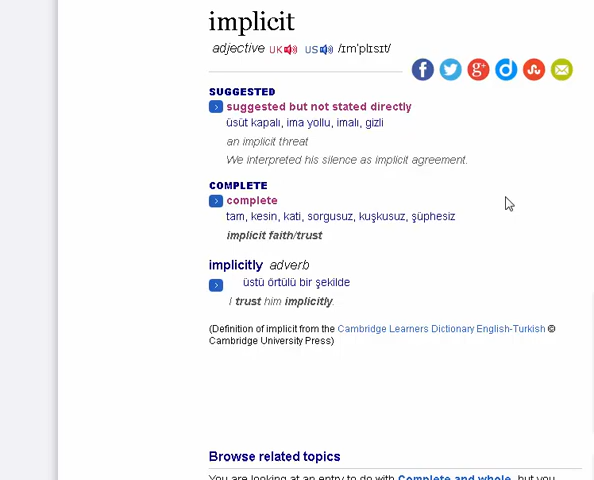 implicit
adjective UK US /ɪmˈplɪsɪt/
SUGGESTED
suggested but not stated directly
üsüt kapalı, ima yollu, imalı, gizli
an implicit threat
We interpreted his silence as implicit agreement.
COMPLETE
complete
tam, kesin, kati, sorgusuz, kuşkusuz, şüphesiz
implicit faith/trust
implicitly adverb
üstü örtülü bir şekilde
I trust him implicitly.
(Definition of implicit from the Cambridge Learners Dictionary English-Turkish ©
Cambridge University Press)
Browse related topics
You are looking at an entry to do with Complete and whole, but you